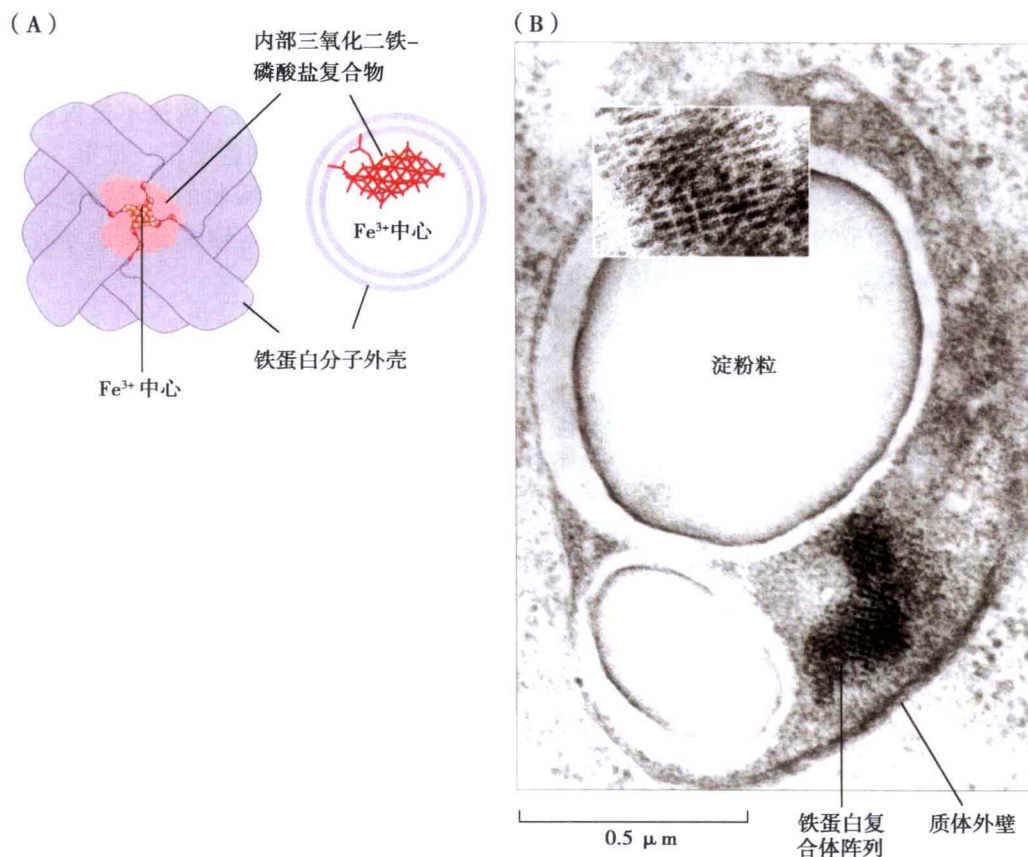 （A）
内部三氧化二铁–
磷酸盐复合物
Fe³⁺中心
铁蛋白分子外壳
Fe³⁺中心
（B）
淀粉粒
0.5 μm
铁蛋白复
合体阵列
质体外壁